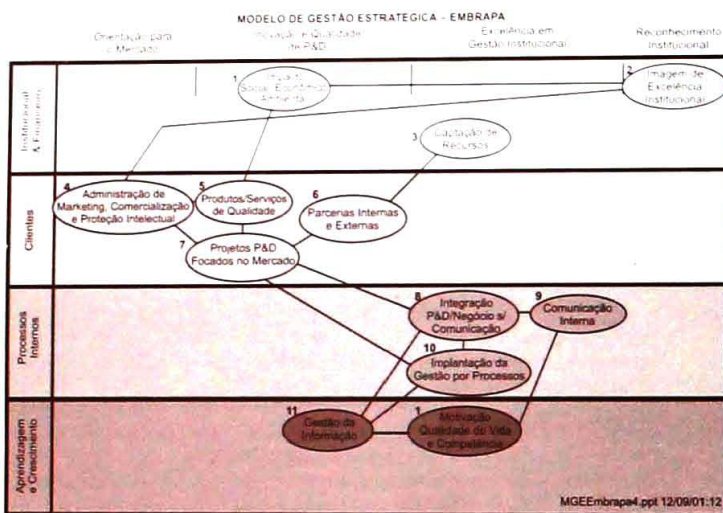 MODELO DE GESTÃO ESTRATEGICA - EMBRAPA
Orientação para
o Mercado
Inovação e Qualidade
de P&D
Excelência em
Gestão Institucional
Reconhecimento
Institucional
Institucional
& Financeiro
1
Impacto
Social, Econômico
Ambiental
2
Imagem de
Excelência
Institucional
3
Captação de
Recursos
Clientes
4
Administração de
Marketing, Comercialização
e Proteção Intelectual
5
Produtos/Serviços
de Qualidade
6
Parcerias Internas
e Externas
7
Projetos P&D
Focados no Mercado
Processos
Internos
8
Integração
P&D/Negócio s/
Comunicação
9
Comunicação
Interna
10
Implantação da
Gestão por Processos
Aprendizagem
e Crescimento
11
Gestão da
Informação
1
Motivação
Qualidade de Vida
e Competência
MGEEmbrapa4.ppt 12/09/01:12